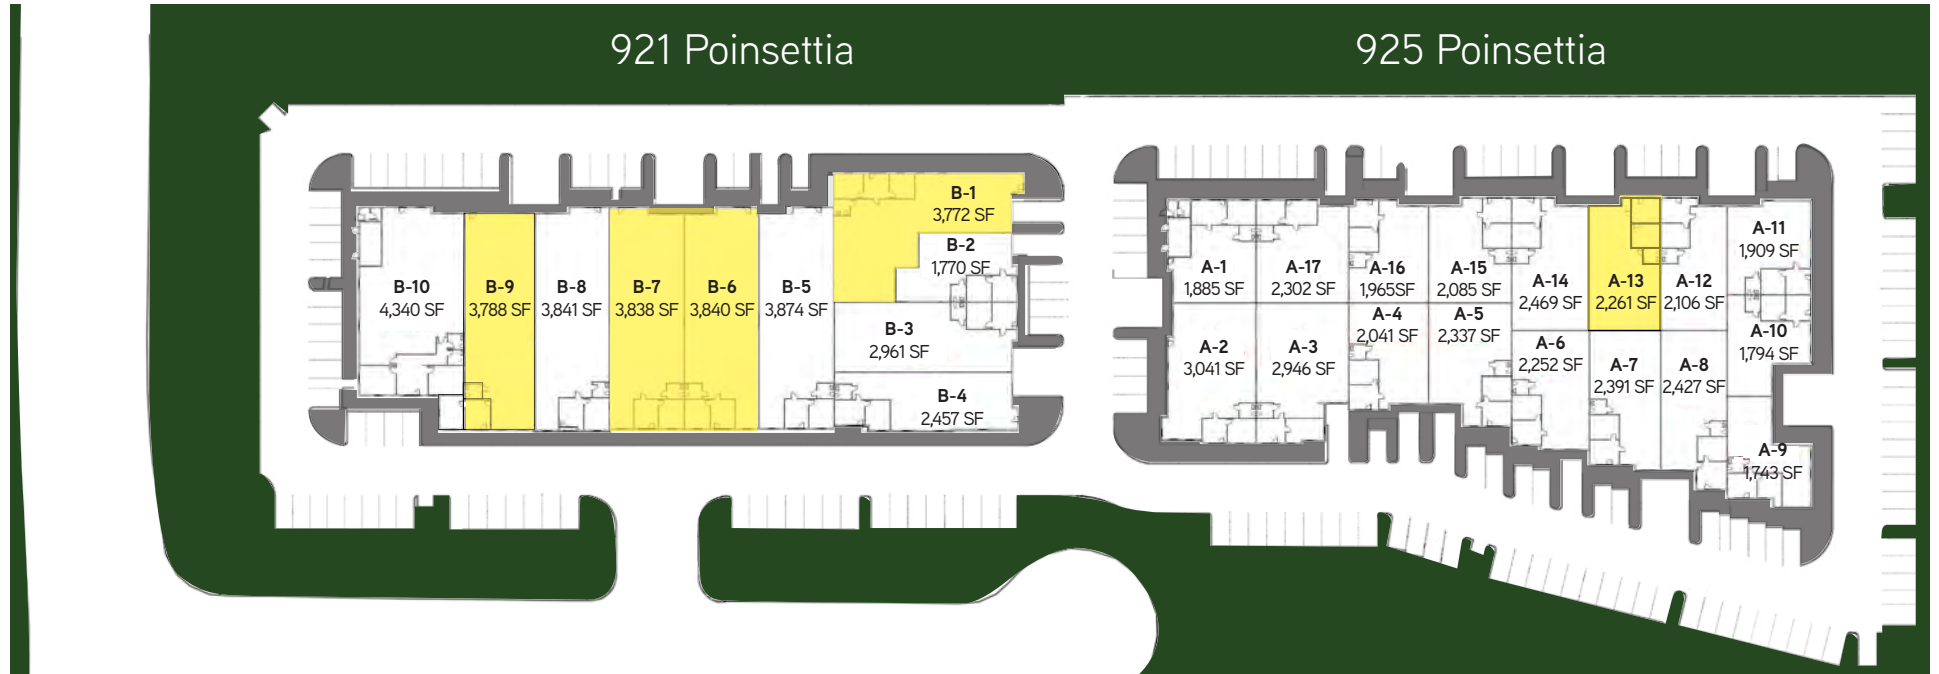 921 Poinsettia
925 Poinsettia
B-1
3,772 SF
B-2
1,770 SF
B-10
4,340 SF
B-9
3,788 SF
B-8
3,841 SF
B-7
3,838 SF
B-6
3,840 SF
B-5
3,874 SF
B-3
2,961 SF
B-4
2,457 SF
A-1
1,885 SF
A-17
2,302 SF
A-16
1,965SF
A-15
2,085 SF
A-14
2,469 SF
A-13
2,261 SF
A-12
2,106 SF
A-11
1,909 SF
A-2
3,041 SF
A-3
2,946 SF
A-4
2,041 SF
A-5
2,337 SF
A-6
2,252 SF
A-7
2,391 SF
A-8
2,427 SF
A-10
1,794 SF
A-9
1,743 SF